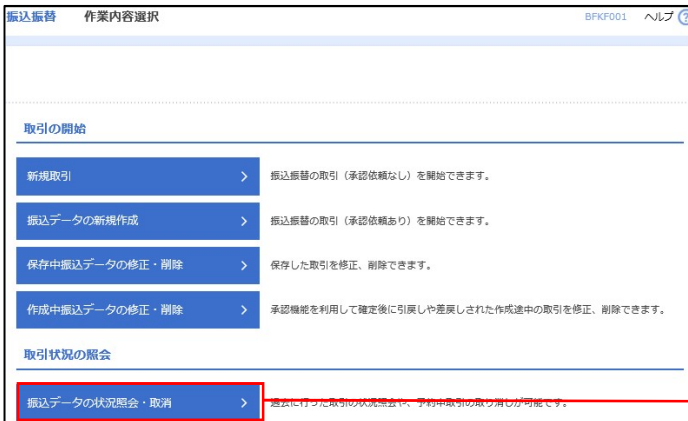 振込振替 作業内容選択 BFKF001 ヘルプ ?
取引の開始
新規取引 > 振込振替の取引（承認依頼なし）を開始できます。
振込データの新規作成 > 振込振替の取引（承認依頼あり）を開始できます。
保存中振込データの修正・削除 > 保存した取引を修正、削除できます。
作成中振込データの修正・削除 > 承認機能を利用して確定後に引戻しや差戻しされた作成途中の取引を修正、削除できます。
取引状況の照会
振込データの状況照会・取消 > 過去に行った取引の状況照会や、予約中取引の取り消しが可能です。